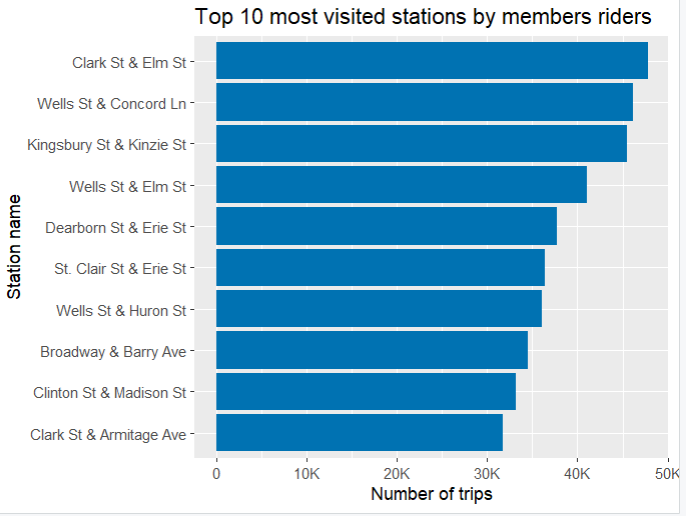 Top 10 most visited stations by members riders
Station name
Clark St & Elm St
Wells St & Concord Ln
Kingsbury St & Kinzie St
Wells St & Elm St
Dearborn St & Erie St
St. Clair St & Erie St
Wells St & Huron St
Broadway & Barry Ave
Clinton St & Madison St
Clark St & Armitage Ave
0 10K 20K 30K 40K 50K
Number of trips